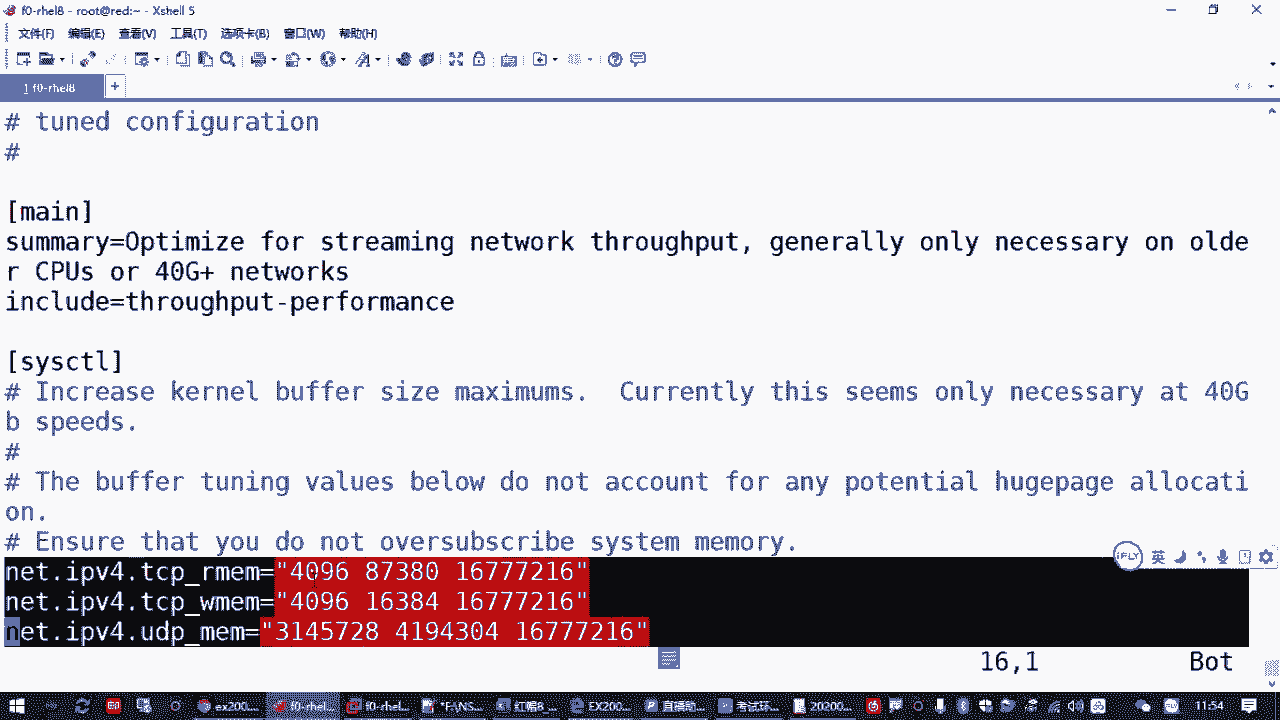 f0-rhel8 - root@red:~ - Xshell 5
文件(F) 编辑(E) 查看(V) 工具(T) 选项卡(B) 窗口(W) 帮助(H)
1 f0-rhel8
# tuned configuration
#
[main]
summary=Optimize for streaming network throughput, generally only necessary on olde
r CPUs or 40G+ networks
include=throughput-performance
[sysctl]
# Increase kernel buffer size maximums.  Currently this seems only necessary at 40G
b speeds.
#
# The buffer tuning values below do not account for any potential hugepage allocati
on.
# Ensure that you do not oversubscribe system memory.
net.ipv4.tcp_rmem="4096 87380 16777216"
net.ipv4.tcp_wmem="4096 16384 16777216"
net.ipv4.udp_mem="3145728 4194304 16777216"
iFLY 英
16,1 Bot
ex200... f0-rhel... f0-rhel... "F:\NS... 红帽8_... EX200... 直播助... 考试环... 20200... 11:54